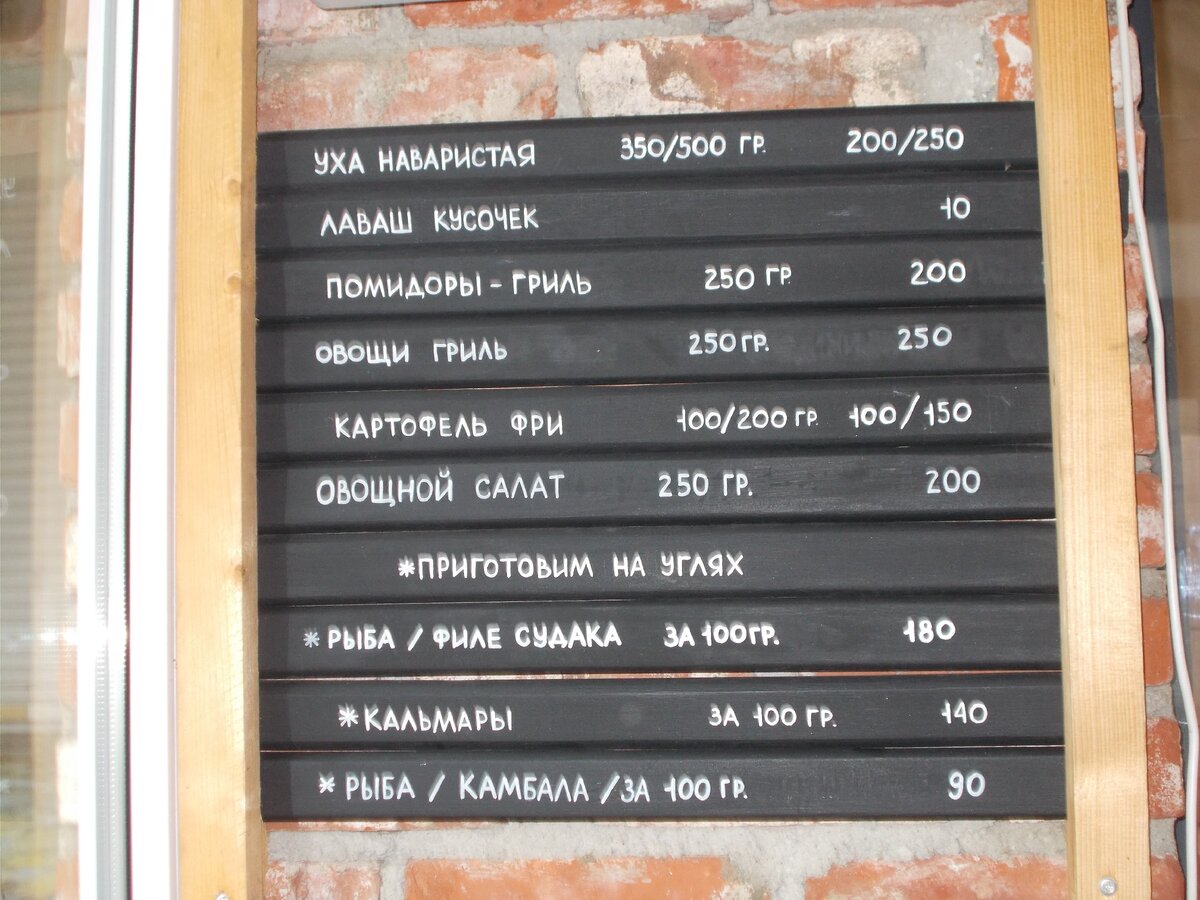 УХА НАВАРИСТАЯ 350/500 ГР. 200/250
ЛАВАШ КУСОЧЕК 10
ПОМИДОРЫ - ГРИЛЬ 250 ГР. 200
ОВОЩИ ГРИЛЬ 250 ГР. 250
КАРТОФЕЛЬ ФРИ 100/200 ГР. 100/150
ОВОЩНОЙ САЛАТ 250 ГР. 200
*ПРИГОТОВИМ НА УГЛЯХ
* РЫБА / ФИЛЕ СУДАКА ЗА 100 ГР. 180
*КАЛЬМАРЫ ЗА 100 ГР. 140
* РЫБА / КАМБАЛА /ЗА 100 ГР. 90